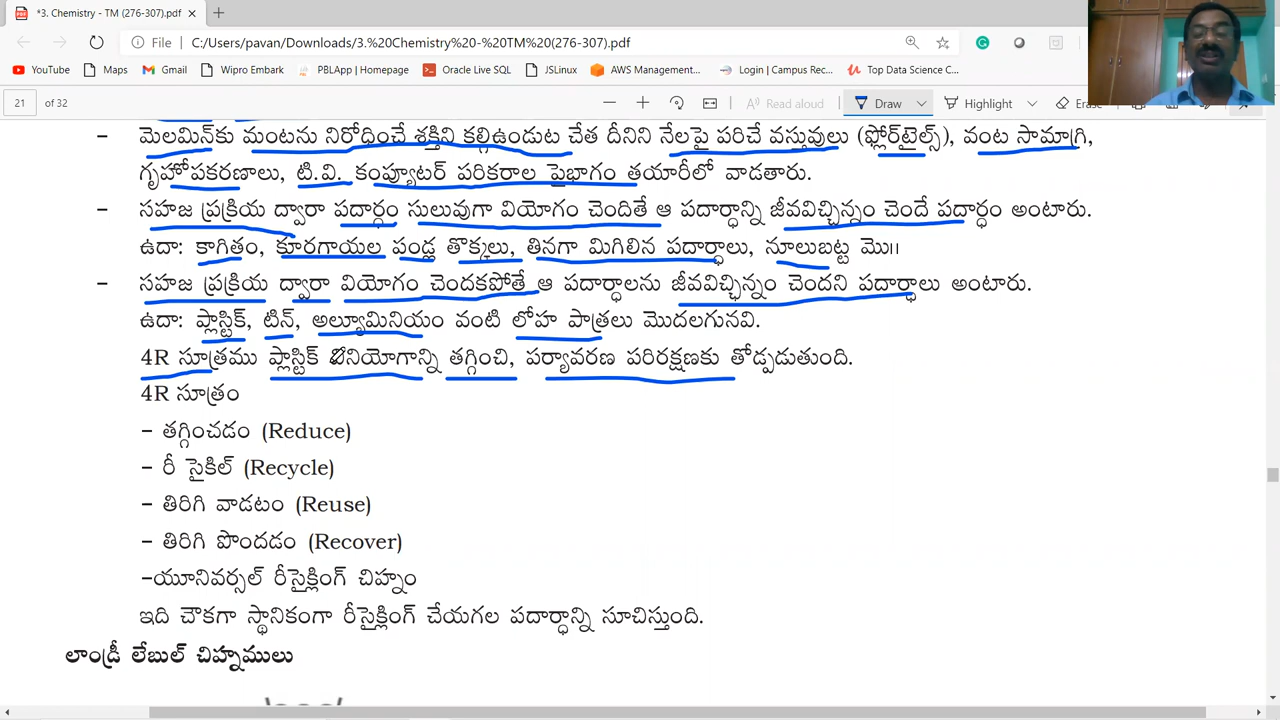 *3. Chemistry - TM (276-307).pdf
File C:/Users/pavan/Downloads/3.%20Chemistry%20-%20TM%20(276-307).pdf
YouTube Maps Gmail Wipro Embark PBLApp | Homepage Oracle Live SQL JSLinux AWS Management... Login | Campus Rec... Top Data Science C...
21 of 32 Read aloud Draw Highlight Erase
- మెలమిన్‌కు మంటను నిరోధించే శక్తిని కల్గిఉండుట చేత దీనిని నేలపై పరిచే వస్తువులు (ఫ్లోర్‌టైల్స్), వంట సామాగ్రి,
గృహోపకరణాలు, టి.వి. కంప్యూటర్ పరికరాల పైభాగం తయారీలో వాడతారు.
- సహజ ప్రక్రియ ద్వారా పదార్థం సులువుగా వియోగం చెందితే ఆ పదార్థాన్ని జీవవిచ్ఛిన్నం చెందే పదార్థం అంటారు.
ఉదా: కాగితం, కూరగాయల పండ్ల తొక్కలు, తినగా మిగిలిన పదార్థాలు, నూలుబట్ట మొ॥
- సహజ ప్రక్రియ ద్వారా వియోగం చెందకపోతే ఆ పదార్థాలను జీవవిచ్ఛిన్నం చెందని పదార్థాలు అంటారు.
ఉదా: ప్లాస్టిక్, టిన్, అల్యూమినియం వంటి లోహ పాత్రలు మొదలగునవి.
4R సూత్రము ప్లాస్టిక్ వినియోగాన్ని తగ్గించి, పర్యావరణ పరిరక్షణకు తోడ్పడుతుంది.
4R సూత్రం
- తగ్గించడం (Reduce)
- రీ సైకిల్ (Recycle)
- తిరిగి వాడటం (Reuse)
- తిరిగి పొందడం (Recover)
-యూనివర్సల్ రీసైక్లింగ్ చిహ్నం
ఇది చౌకగా స్థానికంగా రీసైక్లింగ్ చేయగల పదార్థాన్ని సూచిస్తుంది.
లాండ్రీ లేబుల్ చిహ్నములు